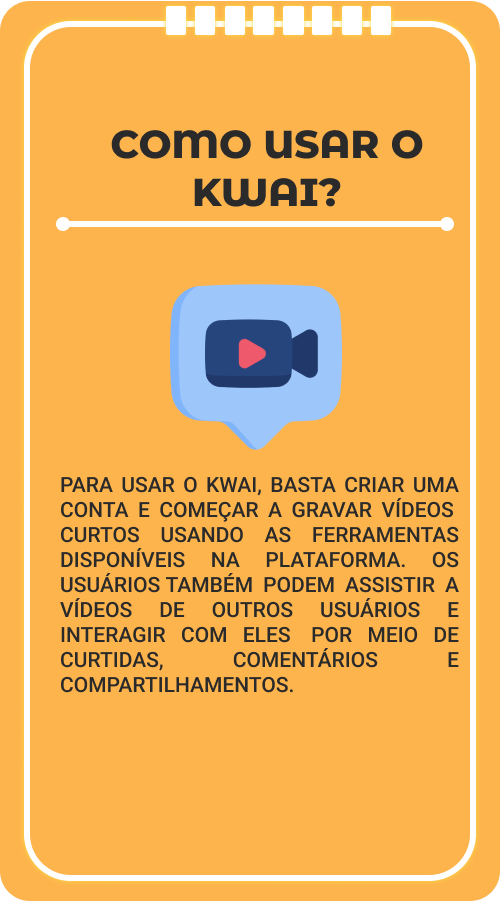 COMO USAR O
KWAI?
PARA USAR O KWAI, BASTA CRIAR UMA
CONTA E COMEÇAR A GRAVAR VÍDEOS
CURTOS USANDO AS FERRAMENTAS
DISPONÍVEIS NA PLATAFORMA. OS
USUÁRIOS TAMBÉM PODEM ASSISTIR A
VÍDEOS DE OUTROS USUÁRIOS E
INTERAGIR COM ELES POR MEIO DE
CURTIDAS, COMENTÁRIOS E
COMPARTILHAMENTOS.